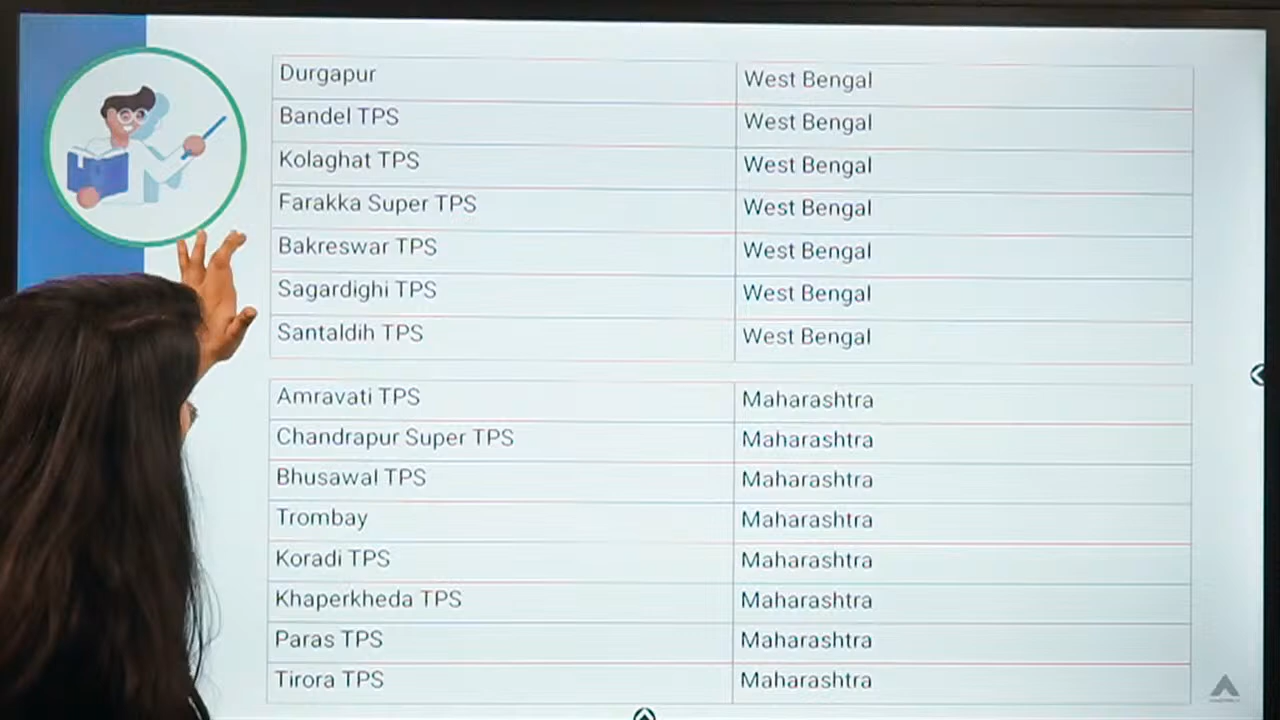 Durgapur West Bengal
Bandel TPS West Bengal
Kolaghat TPS West Bengal
Farakka Super TPS West Bengal
Bakreswar TPS West Bengal
Sagardighi TPS West Bengal
Santaldih TPS West Bengal
Amravati TPS Maharashtra
Chandrapur Super TPS Maharashtra
Bhusawal TPS Maharashtra
Trombay Maharashtra
Koradi TPS Maharashtra
Khaperkheda TPS Maharashtra
Paras TPS Maharashtra
Tirora TPS Maharashtra